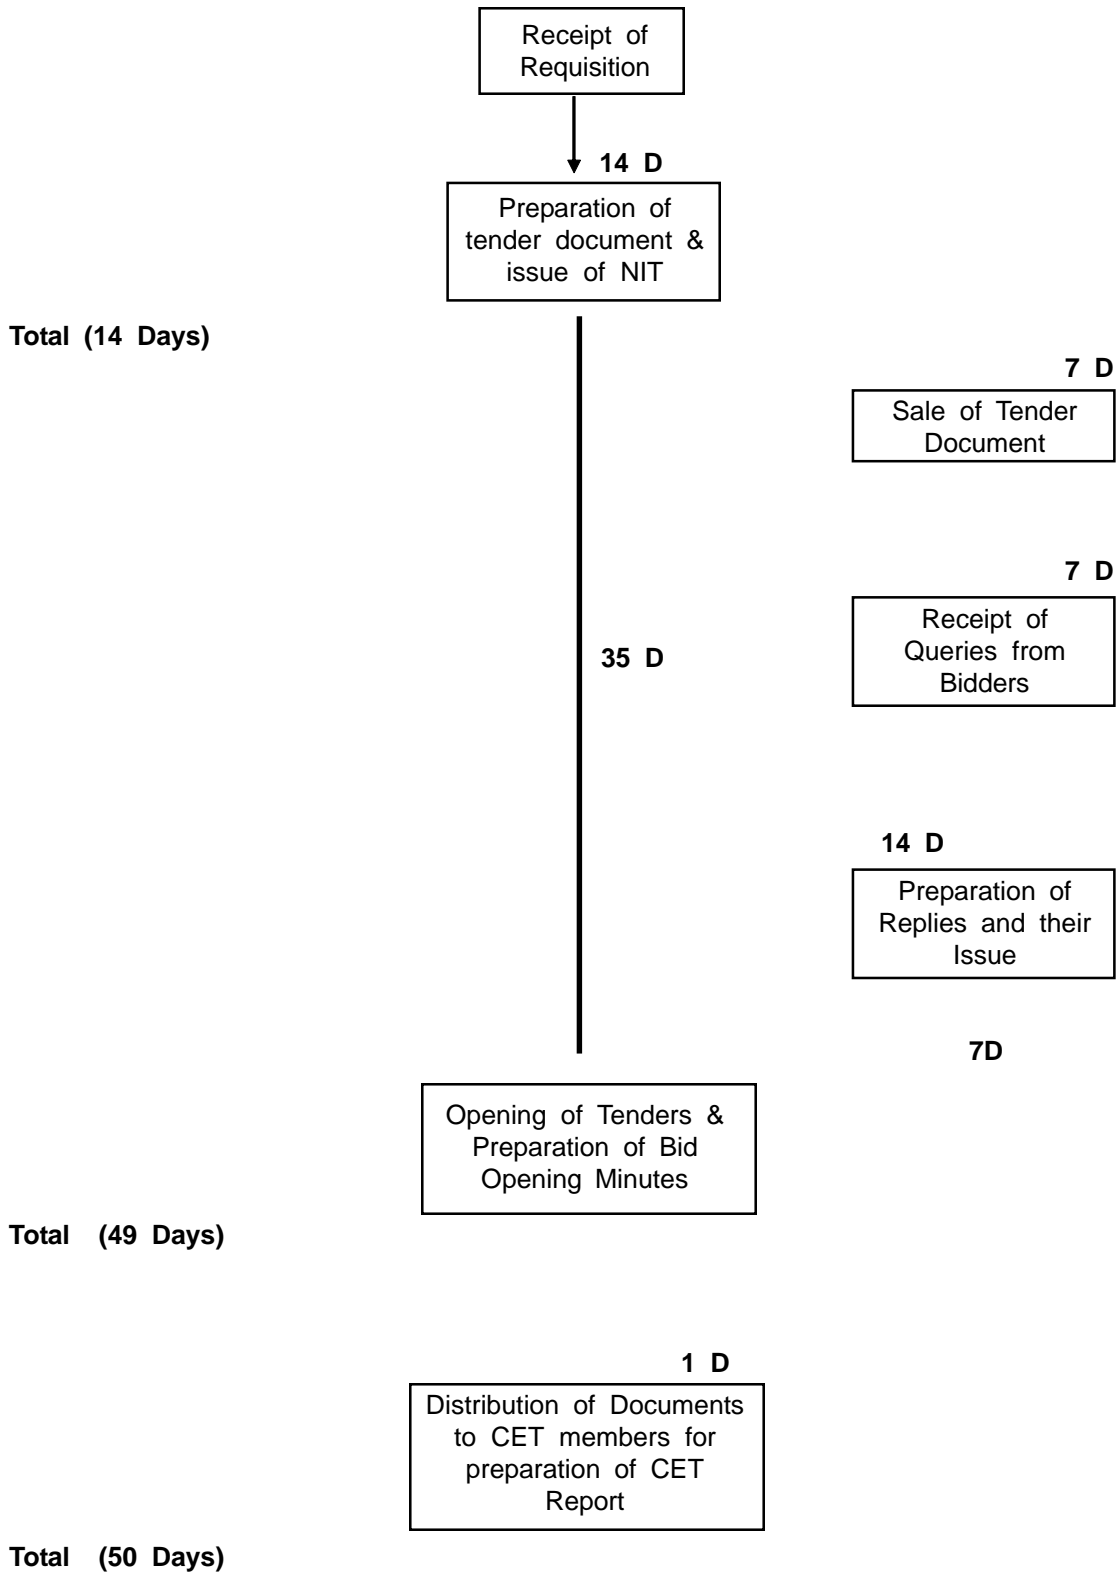 Receipt of
Requisition
14 D
Preparation of
tender document &
issue of NIT
Total (14 Days)
7 D
Sale of Tender
Document
7 D
Receipt of
Queries from
Bidders
35 D
14 D
Preparation of
Replies and their
Issue
7D
Opening of Tenders &
Preparation of Bid
Opening Minutes
Total (49 Days)
1 D
Distribution of Documents
to CET members for
preparation of CET
Report
Total (50 Days)